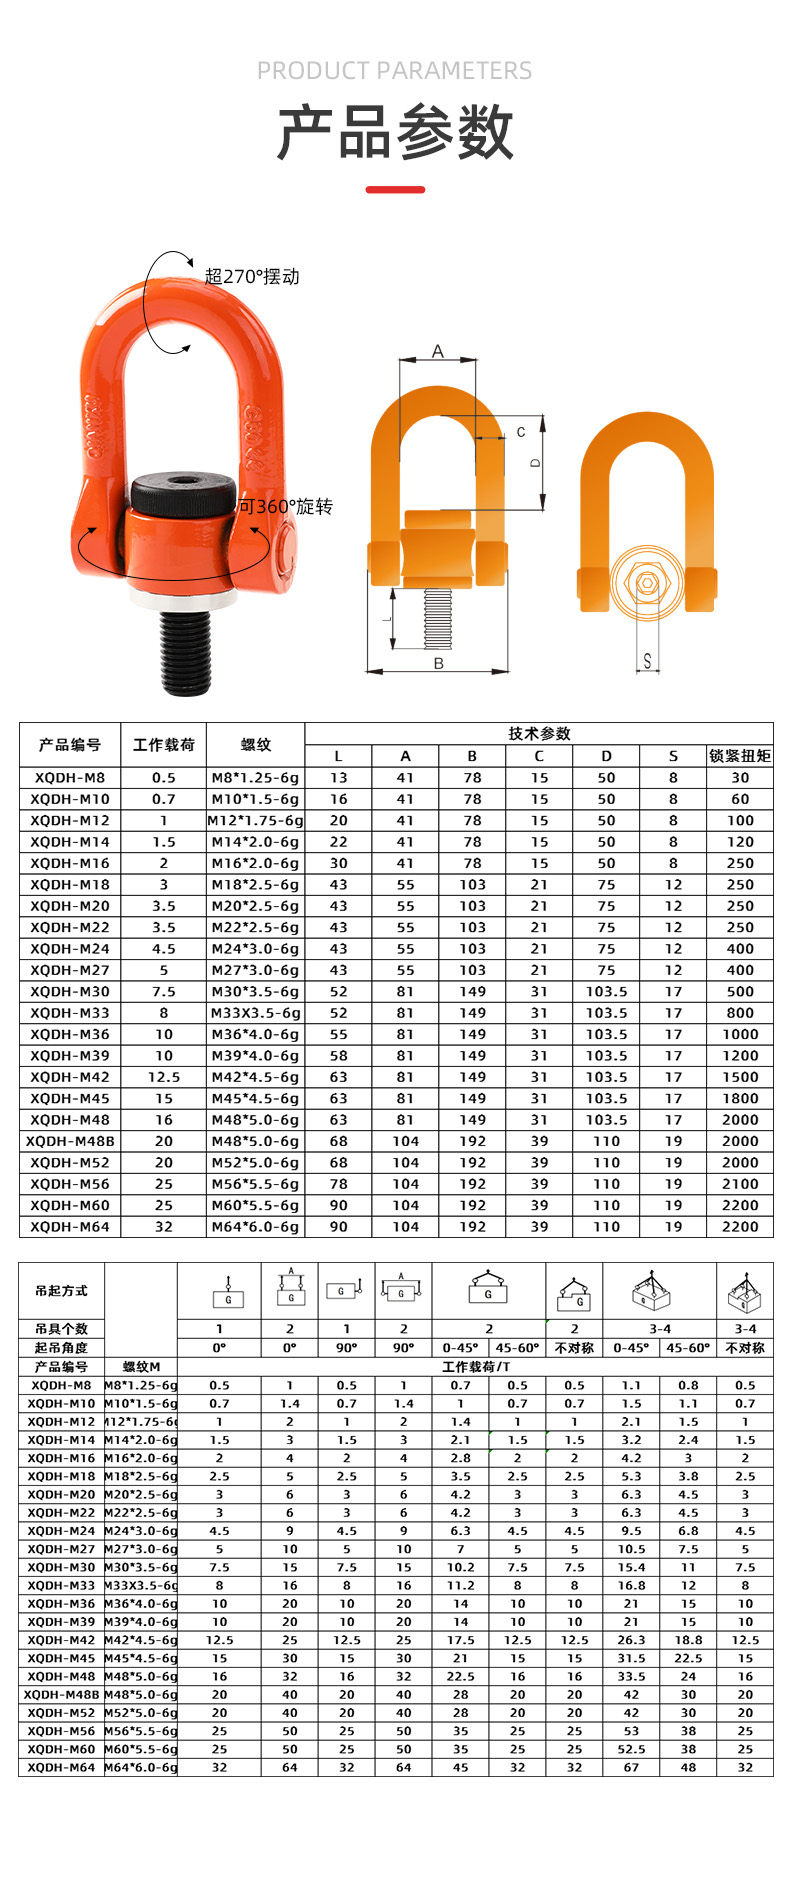 PRODUCT PARAMETERS
产品参数
超270°摆动
可360°旋转
A
C
D
L
B
S
产品编号 工作载荷 螺纹 技术参数
L A B C D S 锁紧扭矩
XQDH-M8 0.5 M8*1.25-6g 13 41 78 15 50 8 30
XQDH-M10 0.7 M10*1.5-6g 16 41 78 15 50 8 60
XQDH-M12 1 M12*1.75-6g 20 41 78 15 50 8 100
XQDH-M14 1.5 M14*2.0-6g 22 41 78 15 50 8 120
XQDH-M16 2 M16*2.0-6g 30 41 78 15 50 8 250
XQDH-M18 3 M18*2.5-6g 43 55 103 21 75 12 250
XQDH-M20 3.5 M20*2.5-6g 43 55 103 21 75 12 250
XQDH-M22 3.5 M22*2.5-6g 43 55 103 21 75 12 250
XQDH-M24 4.5 M24*3.0-6g 43 55 103 21 75 12 400
XQDH-M27 5 M27*3.0-6g 43 55 103 21 75 12 400
XQDH-M30 7.5 M30*3.5-6g 52 81 149 31 103.5 17 500
XQDH-M33 8 M33X3.5-6g 52 81 149 31 103.5 17 800
XQDH-M36 10 M36*4.0-6g 55 81 149 31 103.5 17 1000
XQDH-M39 10 M39*4.0-6g 58 81 149 31 103.5 17 1200
XQDH-M42 12.5 M42*4.5-6g 63 81 149 31 103.5 17 1500
XQDH-M45 15 M45*4.5-6g 63 81 149 31 103.5 17 1800
XQDH-M48 16 M48*5.0-6g 63 81 149 31 103.5 17 2000
XQDH-M48B 20 M48*5.0-6g 68 104 192 39 110 19 2000
XQDH-M52 20 M52*5.0-6g 68 104 192 39 110 19 2000
XQDH-M56 25 M56*5.5-6g 78 104 192 39 110 19 2100
XQDH-M60 25 M60*5.5-6g 90 104 192 39 110 19 2200
XQDH-M64 32 M64*6.0-6g 90 104 192 39 110 19 2200
吊起方式 G A G G A G G G G G
吊具个数 1 2 1 2 2 2 3-4 3-4
起吊角度 0° 0° 90° 90° 0-45° 45-60° 不对称 0-45° 45-60° 不对称
产品编号 螺纹M 工作载荷/T
XQDH-M8 M8*1.25-6g 0.5 1 0.5 1 0.7 0.5 0.5 1.1 0.8 0.5
XQDH-M10 M10*1.5-6g 0.7 1.4 0.7 1.4 1 0.7 0.7 1.5 1.1 0.7
XQDH-M12 M12*1.75-6g 1 2 1 2 1.4 1 1 2.1 1.5 1
XQDH-M14 M14*2.0-6g 1.5 3 1.5 3 2.1 1.5 1.5 3.2 2.4 1.5
XQDH-M16 M16*2.0-6g 2 4 2 4 2.8 2 2 4.2 3 2
XQDH-M18 M18*2.5-6g 2.5 5 2.5 5 3.5 2.5 2.5 5.3 3.8 2.5
XQDH-M20 M20*2.5-6g 3 6 3 6 4.2 3 3 6.3 4.5 3
XQDH-M22 M22*2.5-6g 3 6 3 6 4.2 3 3 6.3 4.5 3
XQDH-M24 M24*3.0-6g 4.5 9 4.5 9 6.3 4.5 4.5 9.5 6.8 4.5
XQDH-M27 M27*3.0-6g 5 10 5 10 7 5 5 10.5 7.5 5
XQDH-M30 M30*3.5-6g 7.5 15 7.5 15 10.2 7.5 7.5 15.4 11 7.5
XQDH-M33 M33X3.5-6g 8 16 8 16 11.2 8 8 16.8 12 8
XQDH-M36 M36*4.0-6g 10 20 10 20 14 10 10 21 15 10
XQDH-M39 M39*4.0-6g 10 20 10 20 14 10 10 21 15 10
XQDH-M42 M42*4.5-6g 12.5 25 12.5 25 17.5 12.5 12.5 26.3 18.8 12.5
XQDH-M45 M45*4.5-6g 15 30 15 30 21 15 15 31.5 22.5 15
XQDH-M48 M48*5.0-6g 16 32 16 32 22.5 16 16 33.5 24 16
XQDH-M48B M48*5.0-6g 20 40 20 40 28 20 20 42 30 20
XQDH-M52 M52*5.0-6g 20 40 20 40 28 20 20 42 30 20
XQDH-M56 M56*5.5-6g 25 50 25 50 35 25 25 53 38 25
XQDH-M60 M60*5.5-6g 25 50 25 50 35 25 25 52.5 38 25
XQDH-M64 M64*6.0-6g 32 64 32 64 45 32 32 67 48 32